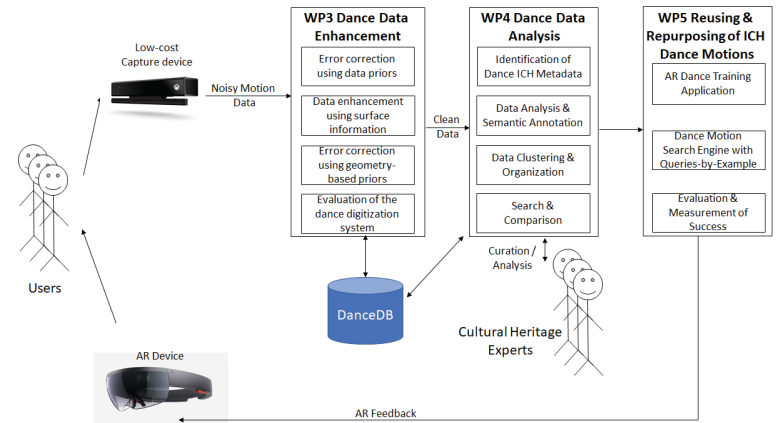 Low-cost
Capture device
Noisy Motion
Data
WP3 Dance Data
Enhancement
Error correction
using data priors
Data enhancement
using surface
information
Error correction
using geometry-
based priors
Evaluation of the
dance digitization
system
Clean
Data
WP4 Dance Data
Analysis
Identification of
Dance ICH Metadata
Data Analysis &
Semantic Annotation
Data Clustering &
Organization
Search &
Comparison
WP5 Reusing &
Repurposing of ICH
Dance Motions
AR Dance Training
Application
Dance Motion
Search Engine with
Queries-by-Example
Evaluation &
Measurement of
Success
Users
DanceDB
Curation /
Analysis
Cultural Heritage
Experts
AR Device
AR Feedback